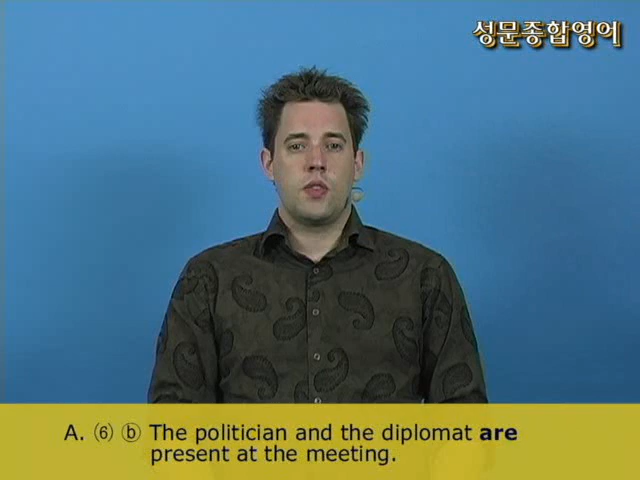 성문종합영어
A. ⑹ ⓑ The politician and the diplomat are
present at the meeting.